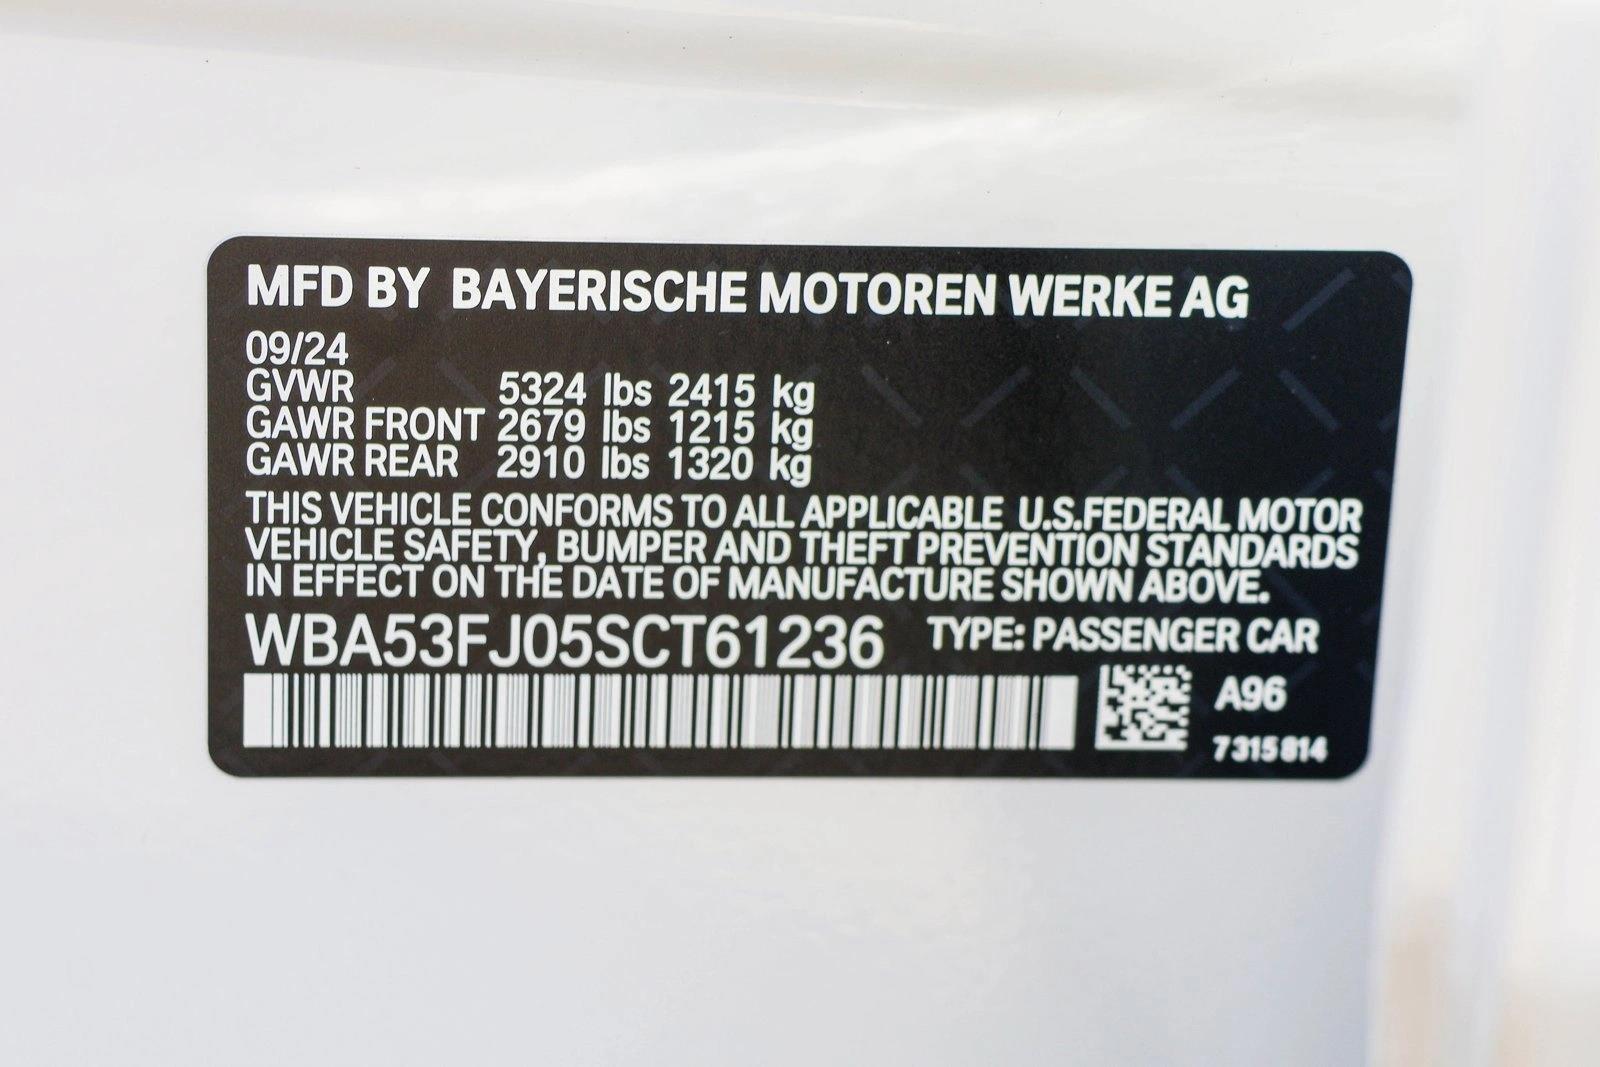 MFD BY BAYERISCHE MOTOREN WERKE AG
09/24
GVWR 5324 lbs 2415 kg
GAWR FRONT 2679 lbs 1215 kg
GAWR REAR 2910 lbs 1320 kg
THIS VEHICLE CONFORMS TO ALL APPLICABLE U.S.FEDERAL MOTOR
VEHICLE SAFETY, BUMPER AND THEFT PREVENTION STANDARDS
IN EFFECT ON THE DATE OF MANUFACTURE SHOWN ABOVE.
WBA53FJ05SCT61236 TYPE: PASSENGER CAR
A96
7315814